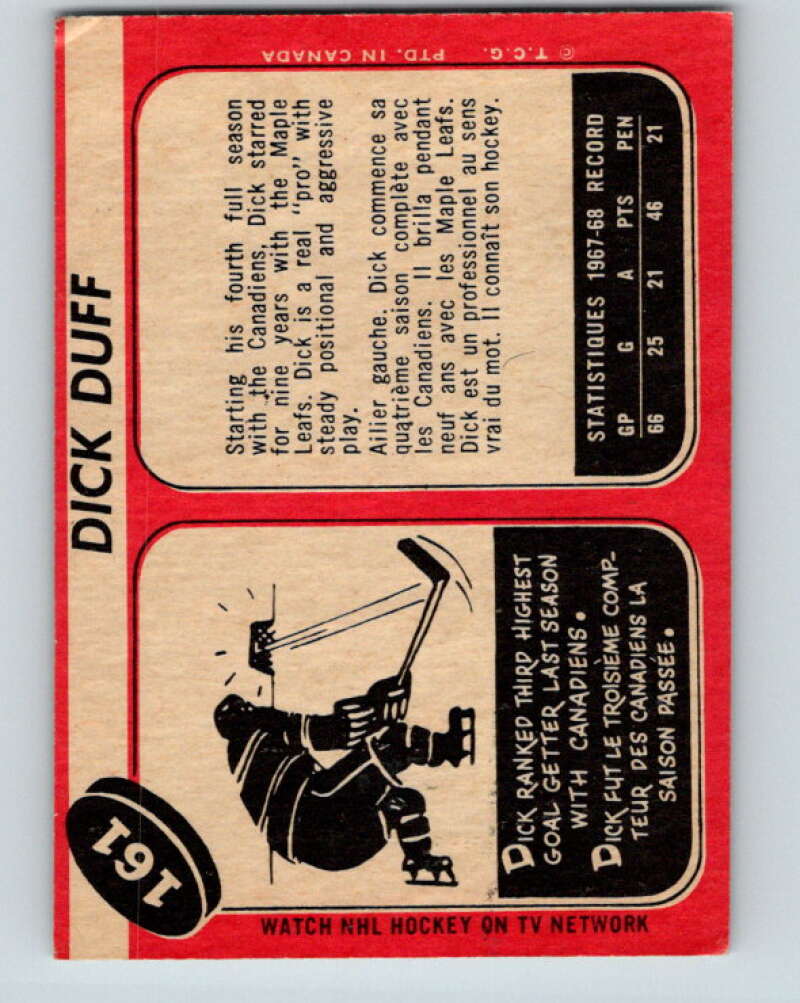 161
DICK DUFF
DICK RANKED THIRD HIGHEST
GOAL GETTER LAST SEASON
WITH CANADIENS.
DICK FUT LE TROISIÈME COMP-
TEUR DES CANADIENS LA
SAISON PASSÉE.
WATCH NHL HOCKEY ON TV NETWORK
Starting his fourth full season
with the Canadiens, Dick starred
for nine years with the Maple
Leafs. Dick is a real "pro" with
steady positional and aggressive
play.
Ailier gauche. Dick commence sa
quatrième saison complète avec
les Canadiens. Il brilla pendant
neuf ans avec les Maple Leafs.
Dick est un professionnel au sens
vrai du mot. Il connaît son hockey.
STATISTIQUES 1967-68 RECORD
GP G A PTS PEN
66 25 21 46 21
© T.C.G. PTD. IN CANADA